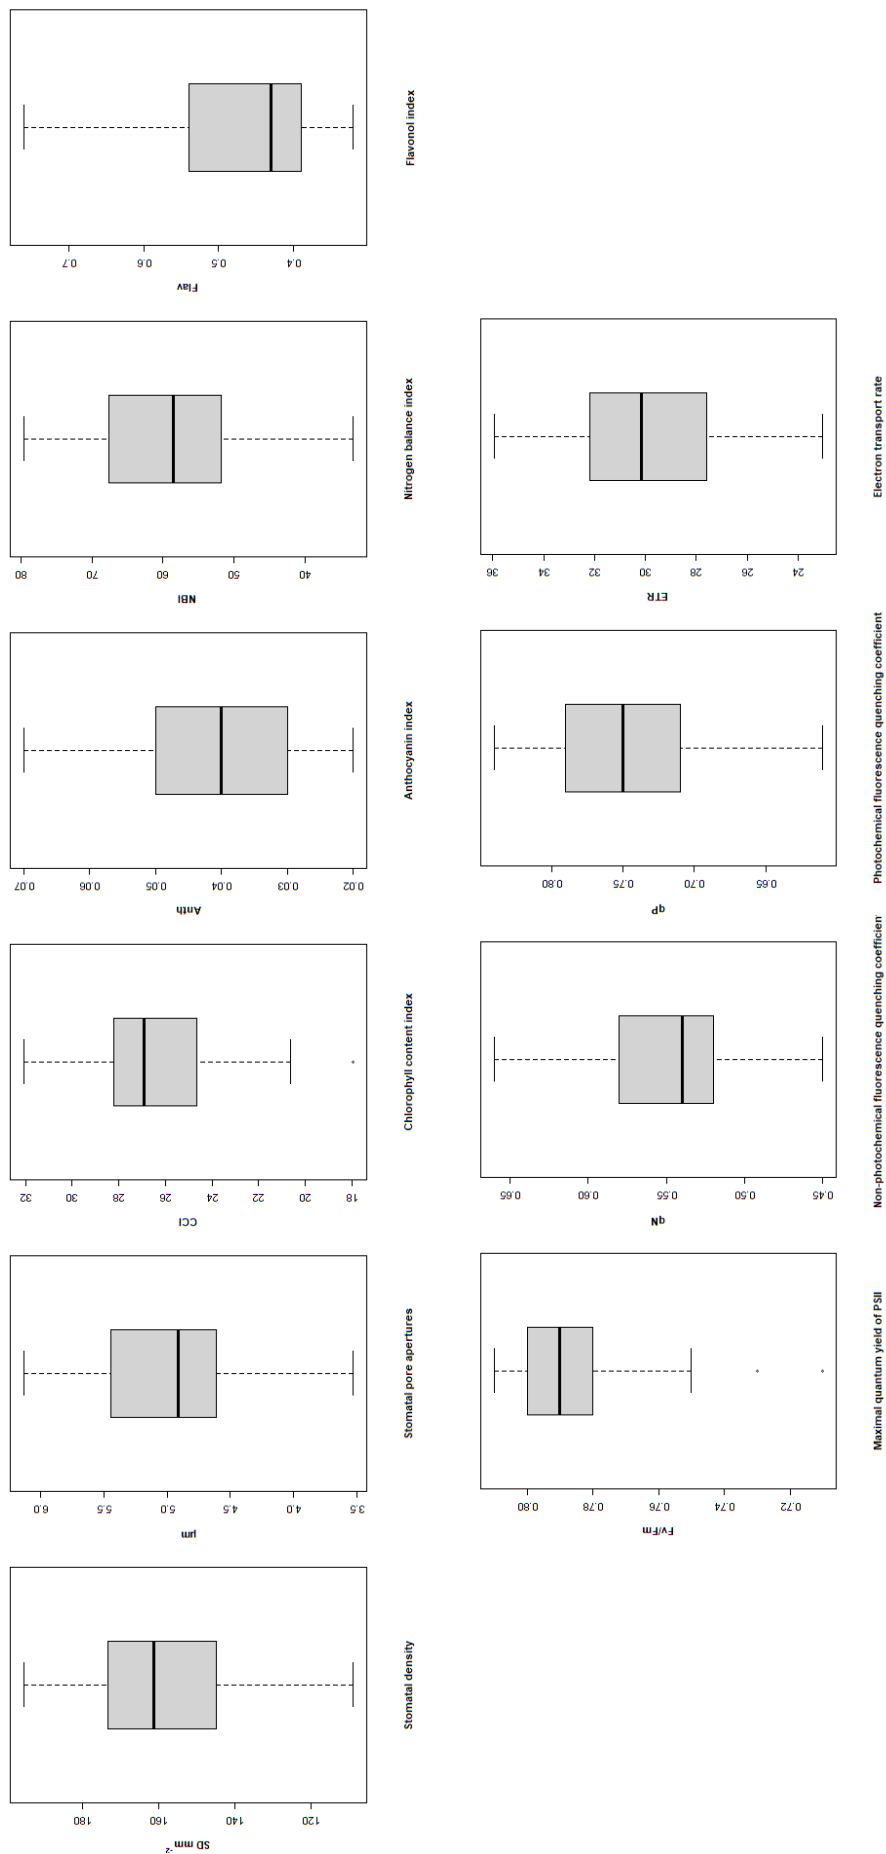 Flavonol index
0.7 0.6 0.5 0.4
Flav
Nitrogen balance index
80 70 60 50 40
NBI
Electron transport rate
36 34 32 30 28 26 24
ETR
Anthocyanin index
0.07 0.06 0.05 0.04 0.03 0.02
Anth
Photochemical fluorescence quenching coefficient
0.80 0.75 0.70 0.65
qP
Chlorophyll content index
32 30 28 26 24 22 20 18
CCI
Non-photochemical fluorescence quenching coefficien
0.65 0.60 0.55 0.50 0.45
qN
Stomatal pore apertures
6.0 5.5 5.0 4.5 4.0 3.5
µm
Maximal quantum yield of PSII
0.80 0.78 0.76 0.74 0.72
Fv/Fm
Stomatal density
180 160 140 120
SD mm⁻²